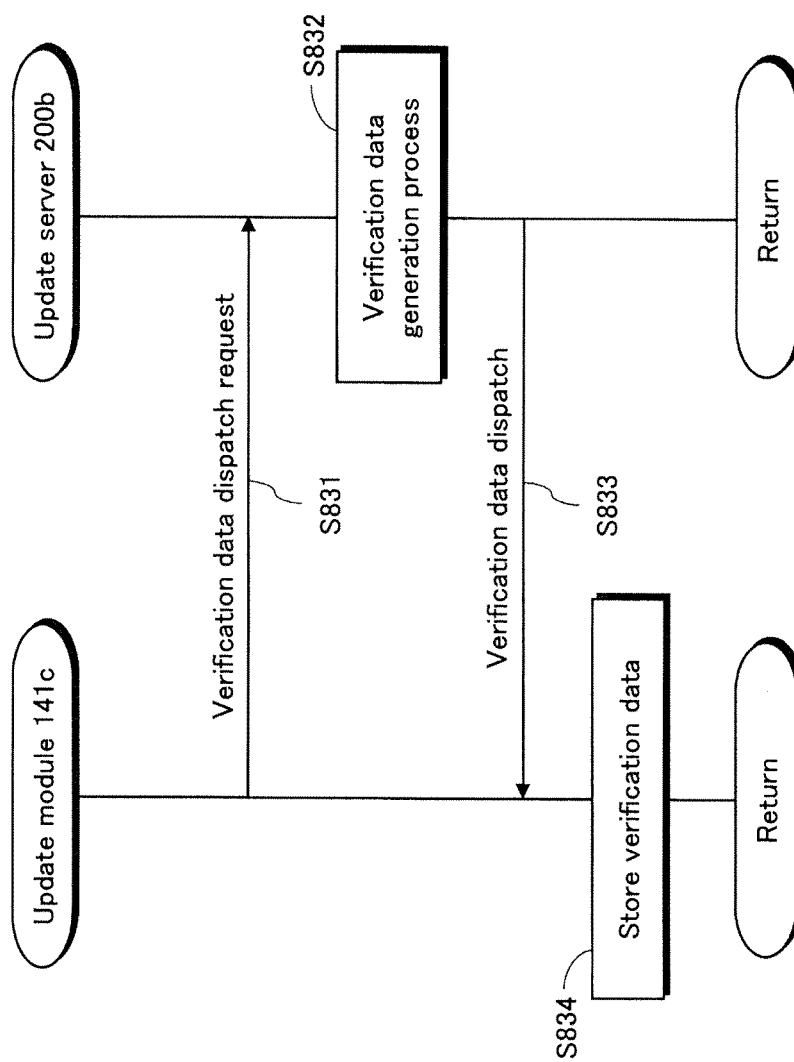 Update module 141c
Update server 200b
Verification data dispatch request
S831
S832
Verification data
generation process
Verification data dispatch
S833
S834
Store verification data
Return
Return